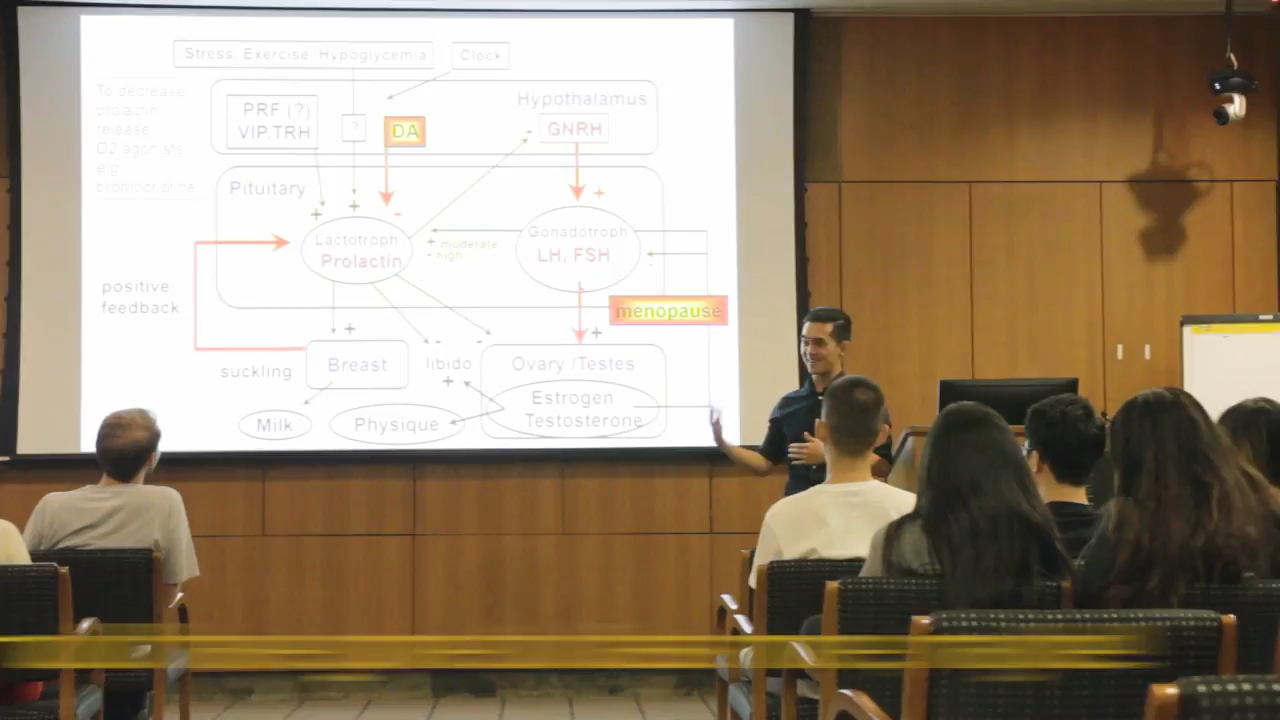 Stress Exercise Hypoglycemia
Clock
To decrease
prolactin
release
D2 agonists
e.g.
bromocriptine
Hypothalamus
PRF (?)
VIP,TRH
?
DA
-
GNRH
Pituitary
+
+
-
+
Lactotroph
Prolactin
+ moderate
- high
Gonadotroph
LH, FSH
-
positive
feedback
menopause
+
-
-
+
suckling
Breast
libido
+
Ovary /Testes
Estrogen
Testosterone
Milk
Physique